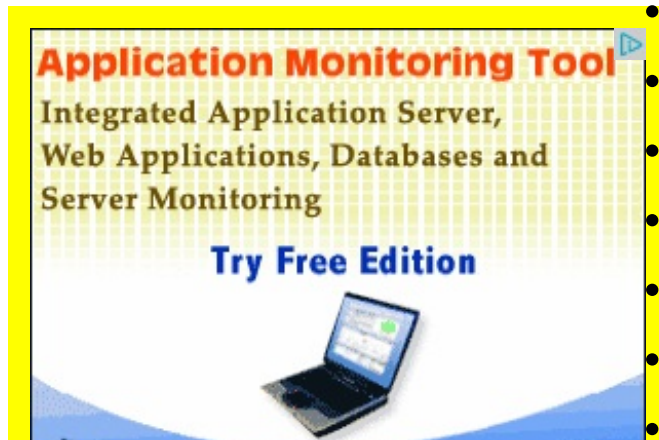 Application Monitoring Tool
Integrated Application Server,
Web Applications, Databases and
Server Monitoring
Try Free Edition